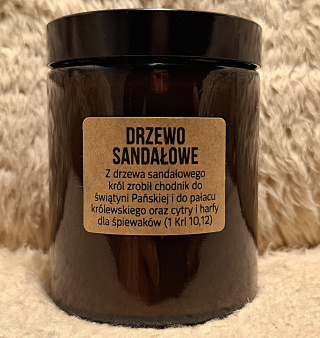 DRZEWO
SANDAŁOWE
Z drzewa sandałowego
król zrobił chodnik do
świątyni Pańskiej i do pałacu
królewskiego oraz cytry i harfy
dla śpiewaków (1 Krl 10,12)